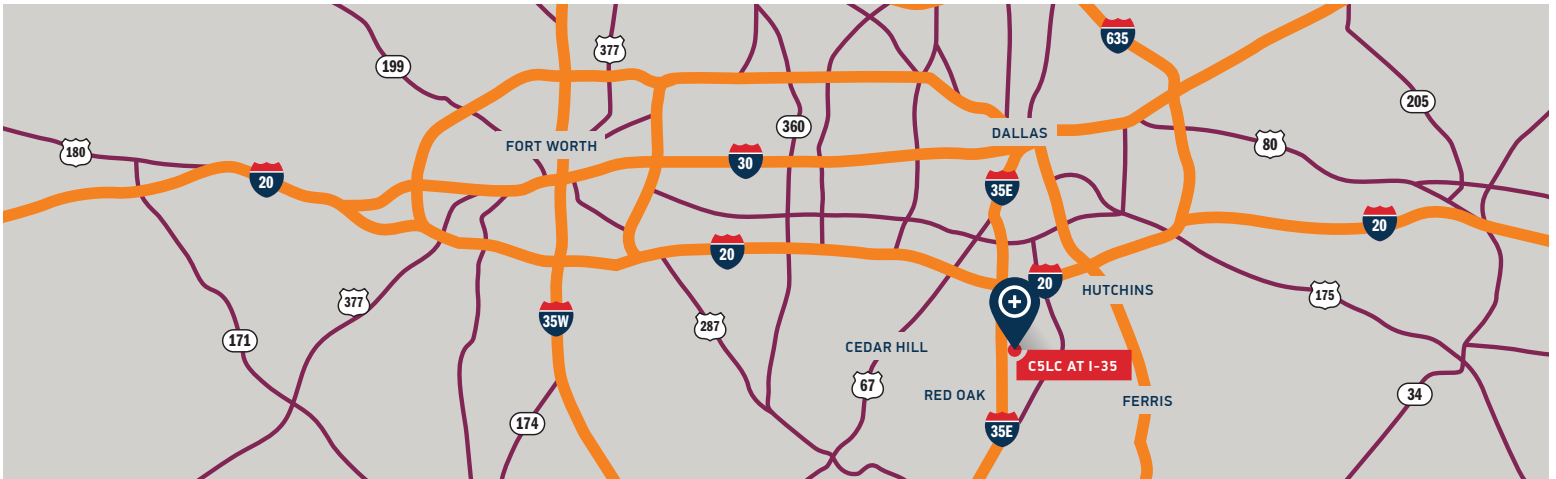 635
377
199
205
360
DALLAS
80
FORT WORTH
180
30
20
35E
20
20
20
HUTCHINS
175
377
35W
287
171
CEDAR HILL
C5LC AT I-35
67
RED OAK
34
FERRIS
174
35E